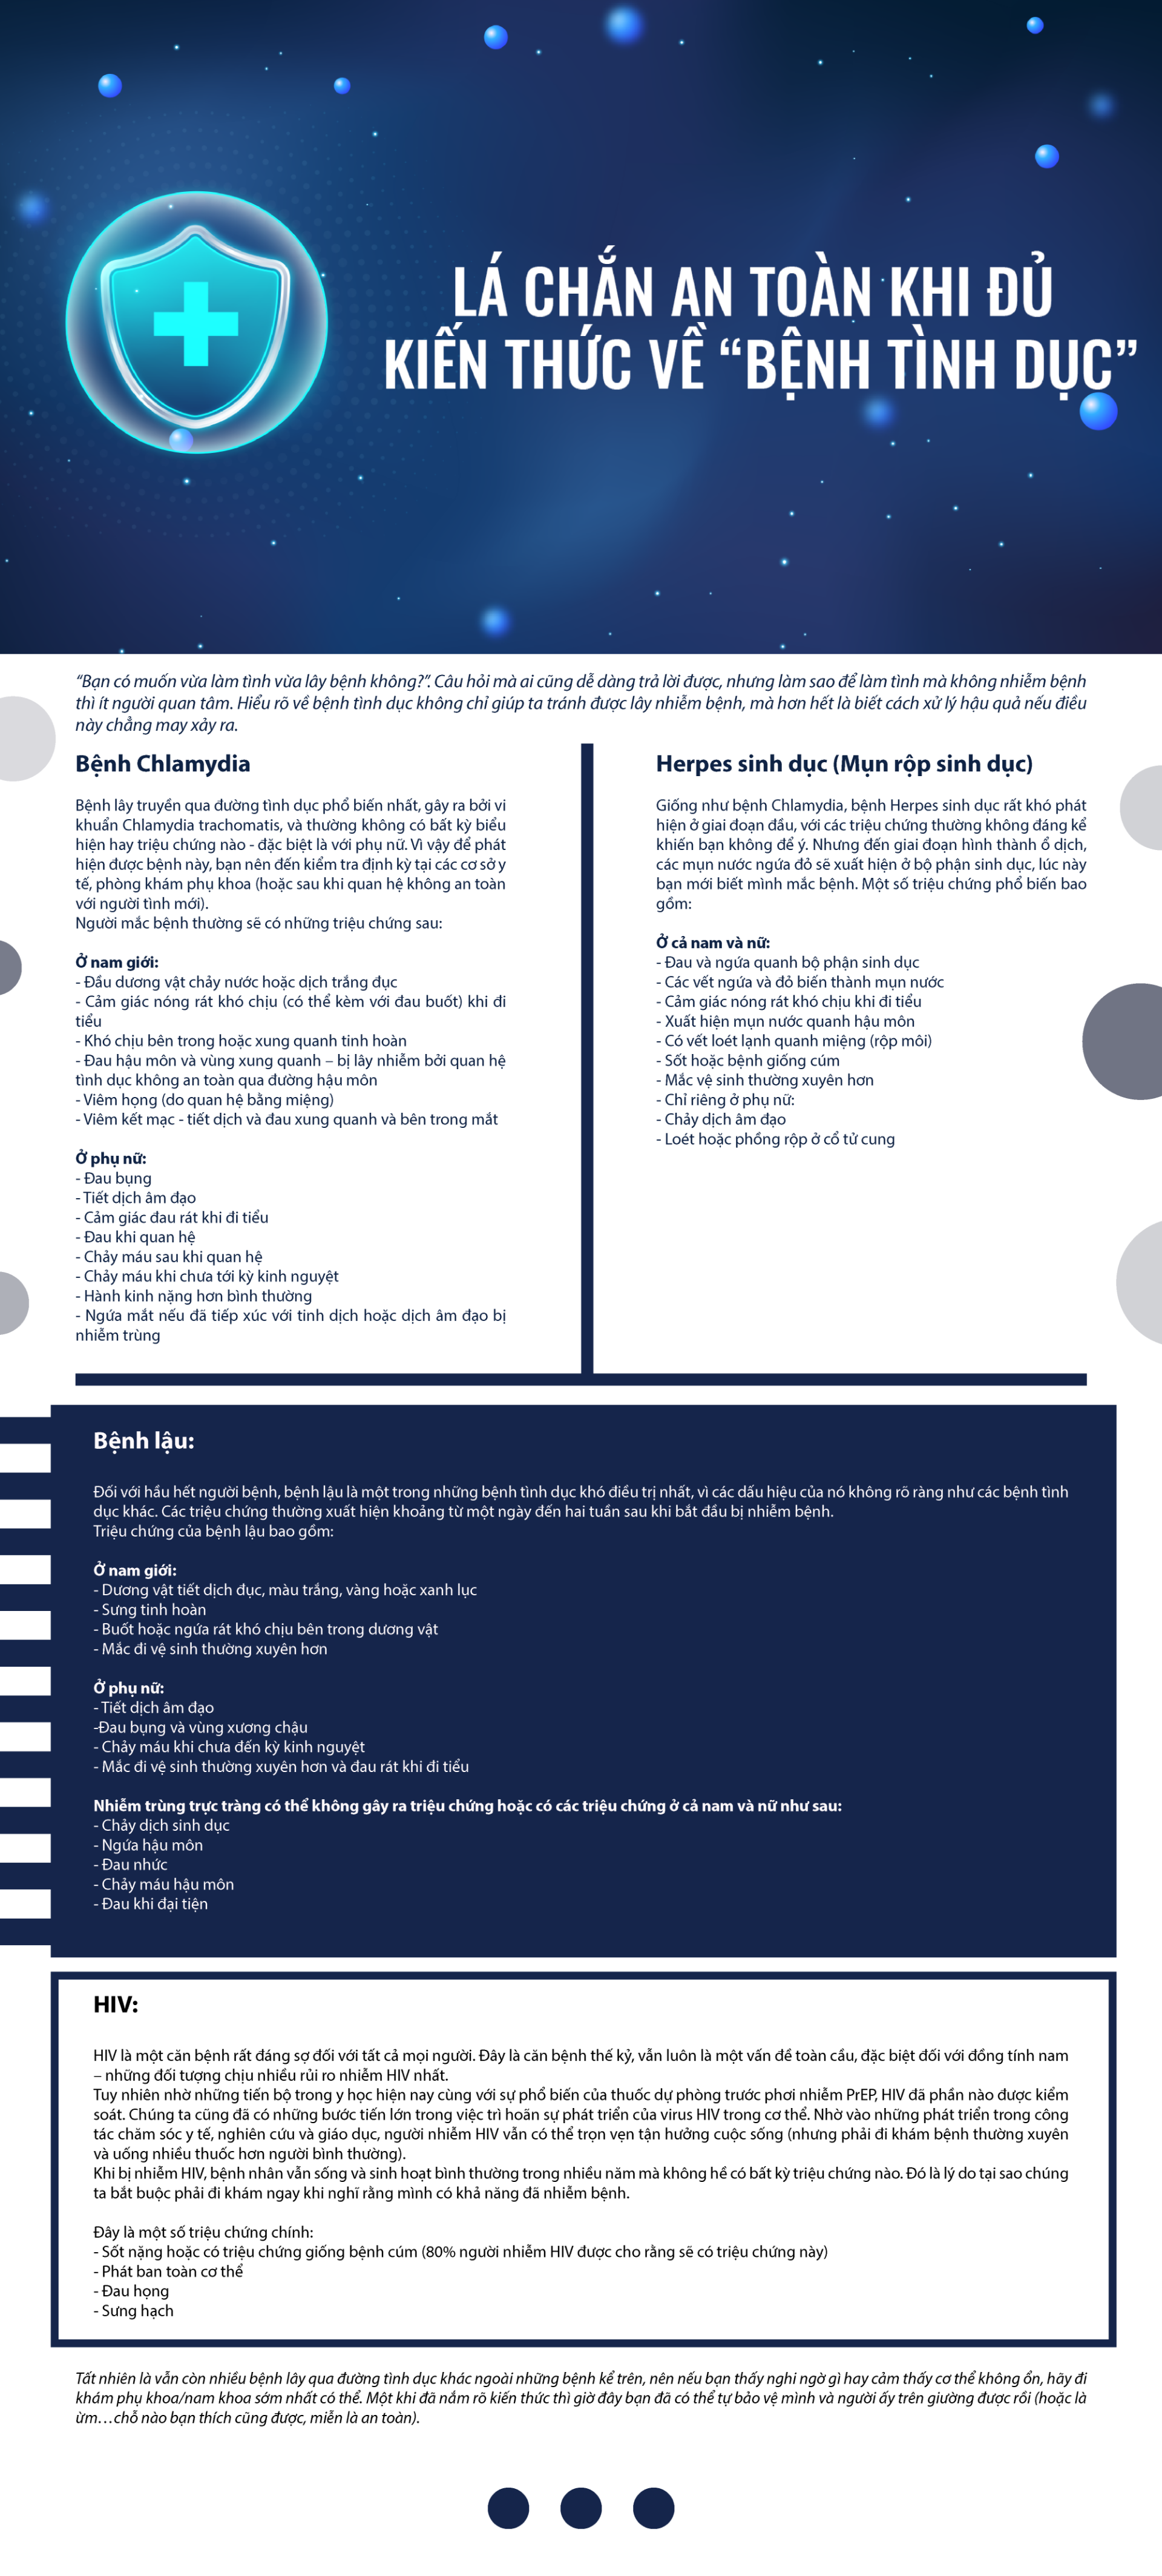 LÁ CHẮN AN TOÀN KHI ĐỦ
KIẾN THỨC VỀ “BỆNH TÌNH DỤC”
“Bạn có muốn vừa làm tình vừa lây bệnh không?”. Câu hỏi mà ai cũng dễ dàng trả lời được, nhưng làm sao để làm tình mà không nhiễm bệnh
thì ít người quan tâm. Hiểu rõ về bệnh tình dục không chỉ giúp ta tránh được lây nhiễm bệnh, mà hơn hết là biết cách xử lý hậu quả nếu điều
này chẳng may xảy ra.
Bệnh Chlamydia
Bệnh lây truyền qua đường tình dục phổ biến nhất, gây ra bởi vi
khuẩn Chlamydia trachomatis, và thường không có bất kỳ biểu
hiện hay triệu chứng nào - đặc biệt là với phụ nữ. Vì vậy để phát
hiện được bệnh này, bạn nên đến kiểm tra định kỳ tại các cơ sở y
tế, phòng khám phụ khoa (hoặc sau khi quan hệ không an toàn
với người tình mới).
Người mắc bệnh thường sẽ có những triệu chứng sau:
Ở nam giới:
- Đầu dương vật chảy nước hoặc dịch trắng đục
- Cảm giác nóng rát khó chịu (có thể kèm với đau buốt) khi đi
tiểu
- Khó chịu bên trong hoặc xung quanh tinh hoàn
- Đau hậu môn và vùng xung quanh – bị lây nhiễm bởi quan hệ
tình dục không an toàn qua đường hậu môn
- Viêm họng (do quan hệ bằng miệng)
- Viêm kết mạc - tiết dịch và đau xung quanh và bên trong mắt
Ở phụ nữ:
- Đau bụng
- Tiết dịch âm đạo
- Cảm giác đau rát khi đi tiểu
- Đau khi quan hệ
- Chảy máu sau khi quan hệ
- Chảy máu khi chưa tới kỳ kinh nguyệt
- Hành kinh nặng hơn bình thường
- Ngứa mắt nếu đã tiếp xúc với tinh dịch hoặc dịch âm đạo bị
nhiễm trùng
Herpes sinh dục (Mụn rộp sinh dục)
Giống như bệnh Chlamydia, bệnh Herpes sinh dục rất khó phát
hiện ở giai đoạn đầu, với các triệu chứng thường không đáng kể
khiến bạn không để ý. Nhưng đến giai đoạn hình thành ổ dịch,
các mụn nước ngứa đỏ sẽ xuất hiện ở bộ phận sinh dục, lúc này
bạn mới biết mình mắc bệnh. Một số triệu chứng phổ biến bao
gồm:
Ở cả nam và nữ:
- Đau và ngứa quanh bộ phận sinh dục
- Các vết ngứa và đỏ biến thành mụn nước
- Cảm giác nóng rát khó chịu khi đi tiểu
- Xuất hiện mụn nước quanh hậu môn
- Có vết loét lạnh quanh miệng (rộp môi)
- Sốt hoặc bệnh giống cúm
- Mắc vệ sinh thường xuyên hơn
- Chỉ riêng ở phụ nữ:
- Chảy dịch âm đạo
- Loét hoặc phồng rộp ở cổ tử cung
Bệnh lậu:
Đối với hầu hết người bệnh, bệnh lậu là một trong những bệnh tình dục khó điều trị nhất, vì các dấu hiệu của nó không rõ ràng như các bệnh tình
dục khác. Các triệu chứng thường xuất hiện khoảng từ một ngày đến hai tuần sau khi bắt đầu bị nhiễm bệnh.
Triệu chứng của bệnh lậu bao gồm:
Ở nam giới:
- Dương vật tiết dịch đục, màu trắng, vàng hoặc xanh lục
- Sưng tinh hoàn
- Buốt hoặc ngứa rát khó chịu bên trong dương vật
- Mắc đi vệ sinh thường xuyên hơn
Ở phụ nữ:
- Tiết dịch âm đạo
-Đau bụng và vùng xương chậu
- Chảy máu khi chưa đến kỳ kinh nguyệt
- Mắc đi vệ sinh thường xuyên hơn và đau rát khi đi tiểu
Nhiễm trùng trực tràng có thể không gây ra triệu chứng hoặc có các triệu chứng ở cả nam và nữ như sau:
- Chảy dịch sinh dục
- Ngứa hậu môn
- Đau nhức
- Chảy máu hậu môn
- Đau khi đại tiện
HIV:
HIV là một căn bệnh rất đáng sợ đối với tất cả mọi người. Đây là căn bệnh thế kỷ, vẫn luôn là một vấn đề toàn cầu, đặc biệt đối với đồng tính nam
– những đối tượng chịu nhiều rủi ro nhiễm HIV nhất.
Tuy nhiên nhờ những tiến bộ trong y học hiện nay cùng với sự phổ biến của thuốc dự phòng trước phơi nhiễm PrEP, HIV đã phần nào được kiểm
soát. Chúng ta cũng đã có những bước tiến lớn trong việc trì hoãn sự phát triển của virus HIV trong cơ thể. Nhờ vào những phát triển trong công
tác chăm sóc y tế, nghiên cứu và giáo dục, người nhiễm HIV vẫn có thể trọn vẹn tận hưởng cuộc sống (nhưng phải đi khám bệnh thường xuyên
và uống nhiều thuốc hơn người bình thường).
Khi bị nhiễm HIV, bệnh nhân vẫn sống và sinh hoạt bình thường trong nhiều năm mà không hề có bất kỳ triệu chứng nào. Đó là lý do tại sao chúng
ta bắt buộc phải đi khám ngay khi nghĩ rằng mình có khả năng đã nhiễm bệnh.
Đây là một số triệu chứng chính:
- Sốt nặng hoặc có triệu chứng giống bệnh cúm (80% người nhiễm HIV được cho rằng sẽ có triệu chứng này)
- Phát ban toàn cơ thể
- Đau họng
- Sưng hạch
Tất nhiên là vẫn còn nhiều bệnh lây qua đường tình dục khác ngoài những bệnh kể trên, nên nếu bạn thấy nghi ngờ gì hay cảm thấy cơ thể không ổn, hãy đi
khám phụ khoa/nam khoa sớm nhất có thể. Một khi đã nắm rõ kiến thức thì giờ đây bạn đã có thể tự bảo vệ mình và người ấy trên giường được rồi (hoặc là
ừm…chỗ nào bạn thích cũng được, miễn là an toàn).